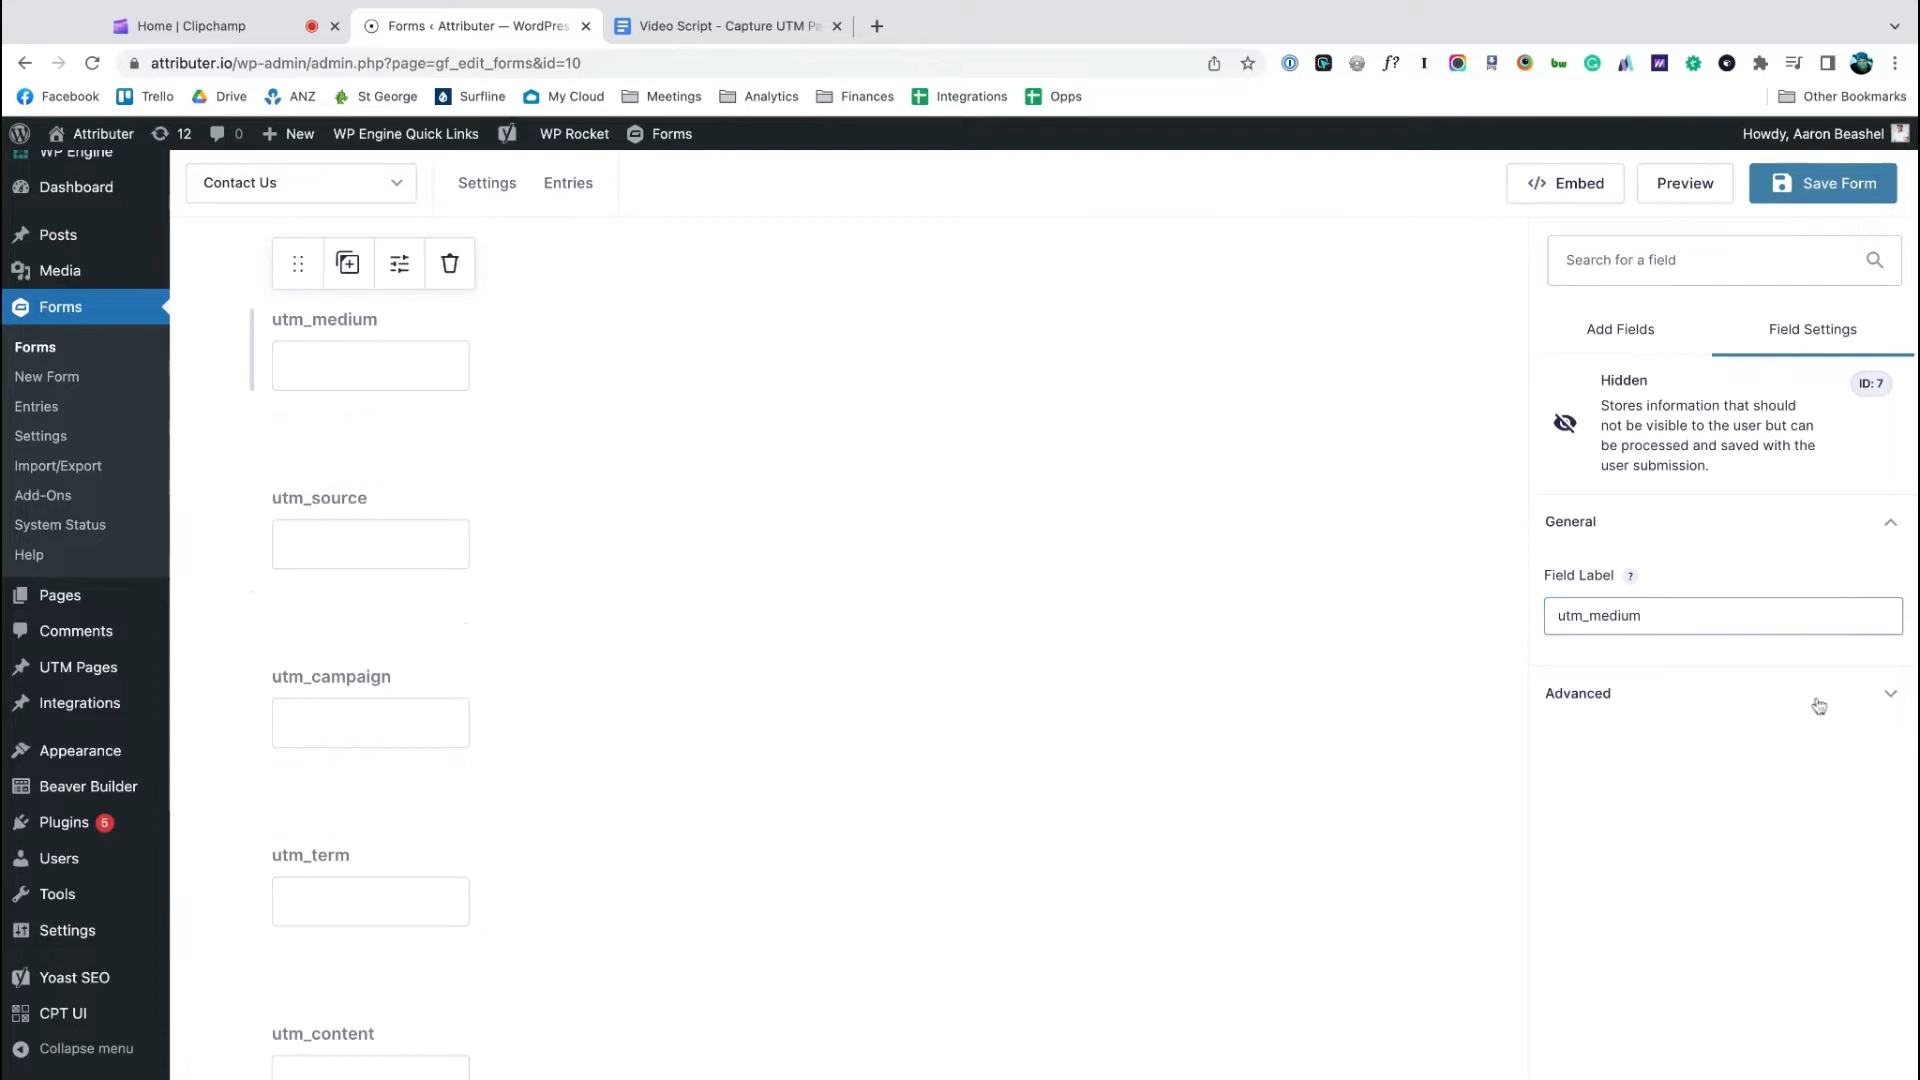 Home | Clipchamp
Forms ‹ Attributer — WordPres
Video Script - Capture UTM Pa
attributer.io/wp-admin/admin.php?page=gf_edit_forms&id=10
f?
bw
Facebook
Trello
Drive
ANZ
St George
Surfline
My Cloud
Meetings
Analytics
Finances
Integrations
Opps
Other Bookmarks
Attributer
12
0
New
WP Engine Quick Links
WP Rocket
Forms
Howdy, Aaron Beashel
WP Engine
Dashboard
Posts
Media
Forms
Forms
New Form
Entries
Settings
Import/Export
Add-Ons
System Status
Help
Pages
Comments
UTM Pages
Integrations
Appearance
Beaver Builder
Plugins 5
Users
Tools
Settings
Yoast SEO
CPT UI
Collapse menu
Contact Us
Settings
Entries
</> Embed
Preview
Save Form
utm_medium
utm_source
utm_campaign
utm_term
utm_content
Search for a field
Add Fields
Field Settings
Hidden
ID: 7
Stores information that should
not be visible to the user but can
be processed and saved with the
user submission.
General
Field Label ?
utm_medium
Advanced